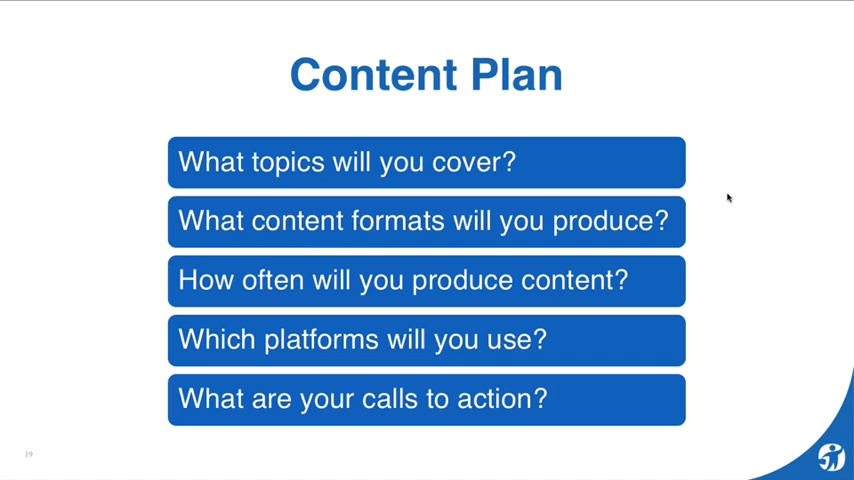 Content Plan
What topics will you cover?
What content formats will you produce?
How often will you produce content?
Which platforms will you use?
What are your calls to action?
19